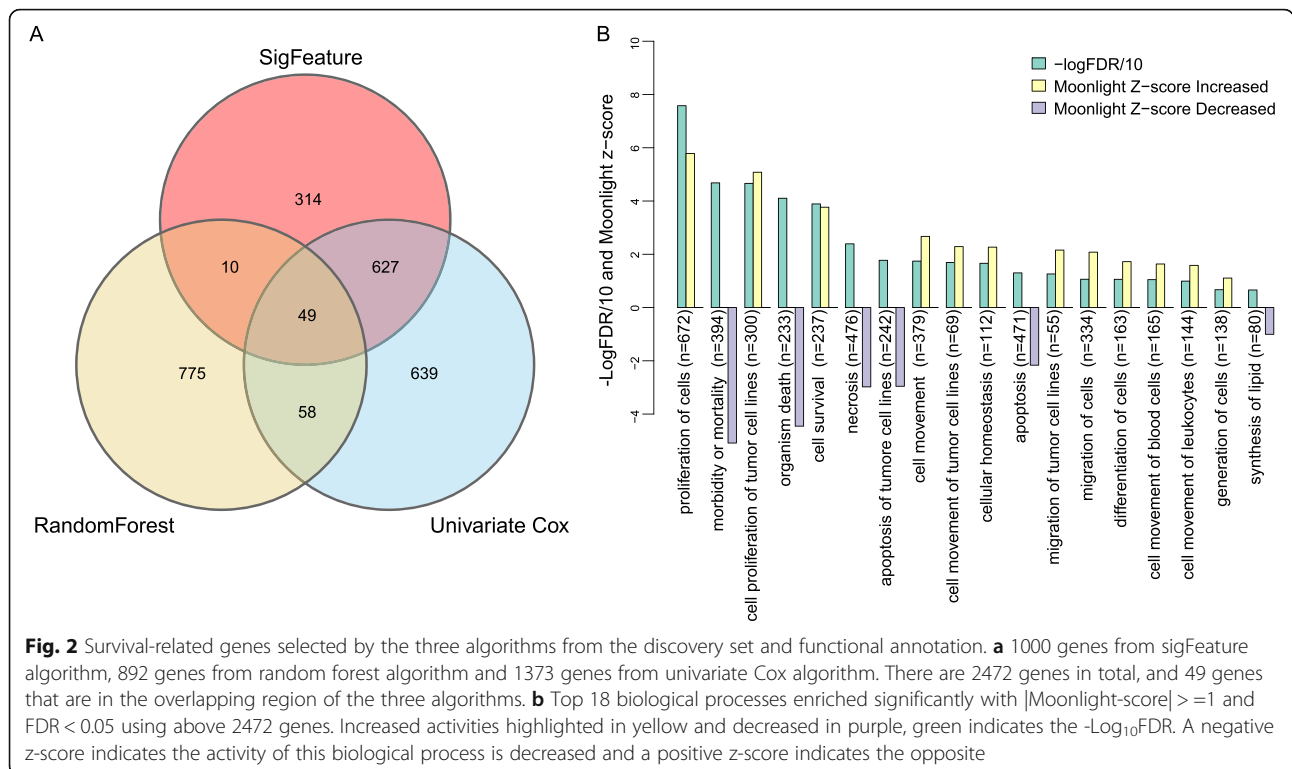 A
SigFeature
314
10
627
49
775
639
58
RandomForest
Univariate Cox
B
-LogFDR/10 and Moonlight z-score
10
8
6
4
2
0
−2
−4
−logFDR/10
Moonlight Z−score Increased
Moonlight Z−score Decreased
proliferation of cells (n=672)
morbidity or mortality (n=394)
cell proliferation of tumor cell lines (n=300)
organism death (n=233)
cell survival (n=237)
necrosis (n=476)
apoptosis of tumore cell lines (n=242)
cell movement (n=379)
cell movement of tumor cell lines (n=69)
cellular homeostasis (n=112)
apoptosis (n=471)
migration of tumor cell lines (n=55)
migration of cells (n=334)
differentiation of cells (n=163)
cell movement of blood cells (n=165)
cell movement of leukocytes (n=144)
generation of cells (n=138)
synthesis of lipid (n=80)
Fig. 2 Survival-related genes selected by the three algorithms from the discovery set and functional annotation. a 1000 genes from sigFeature
algorithm, 892 genes from random forest algorithm and 1373 genes from univariate Cox algorithm. There are 2472 genes in total, and 49 genes
that are in the overlapping region of the three algorithms. b Top 18 biological processes enriched significantly with |Moonlight-score| > =1 and
FDR < 0.05 using above 2472 genes. Increased activities highlighted in yellow and decreased in purple, green indicates the -Log₁₀FDR. A negative
z-score indicates the activity of this biological process is decreased and a positive z-score indicates the opposite